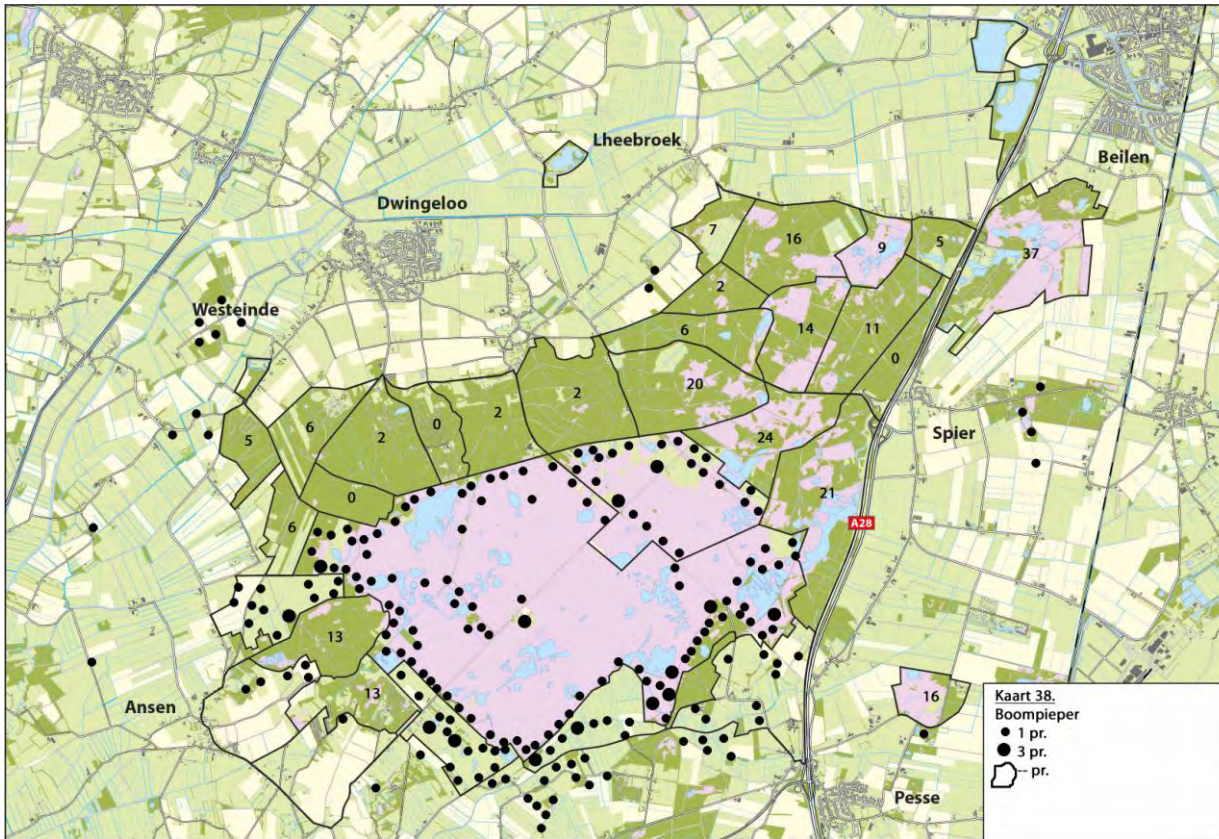 Lheebroek
Beilen
Dwingeloo
7
16
9
5
37
2
Westeinde
6
14
11
0
20
2
2
0
2
6
5
24
Spier
0
21
A28
6
13
13
16
Ansen
Pesse
Kaart 38.
Boompieper
1 pr.
3 pr.
-- pr.